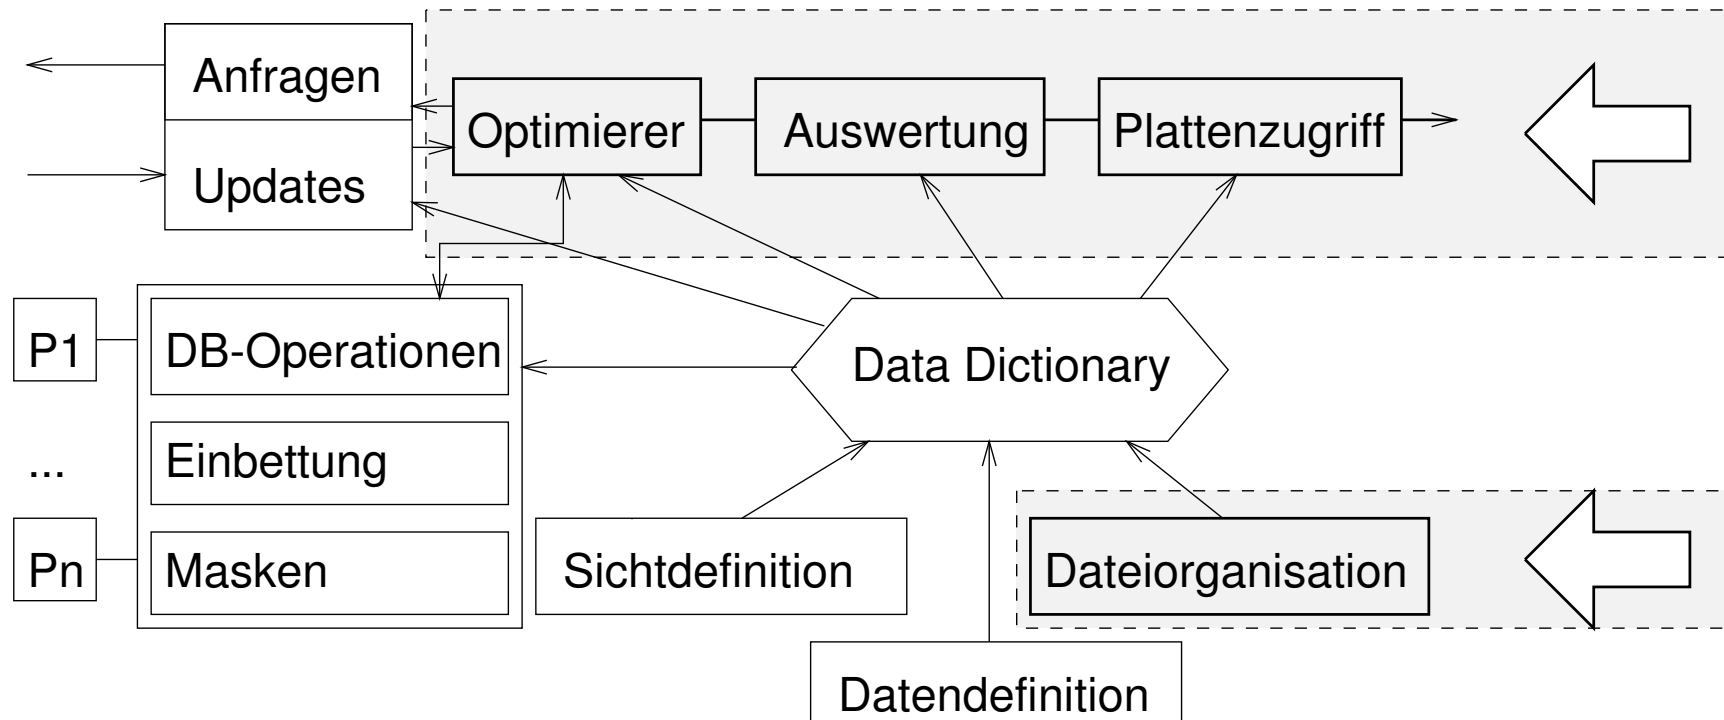 Anfragen
Updates
Optimierer
Auswertung
Plattenzugriff
P1
...
Pn
DB-Operationen
Einbettung
Masken
Data Dictionary
Sichtdefinition
Dateiorganisation
Datendefinition